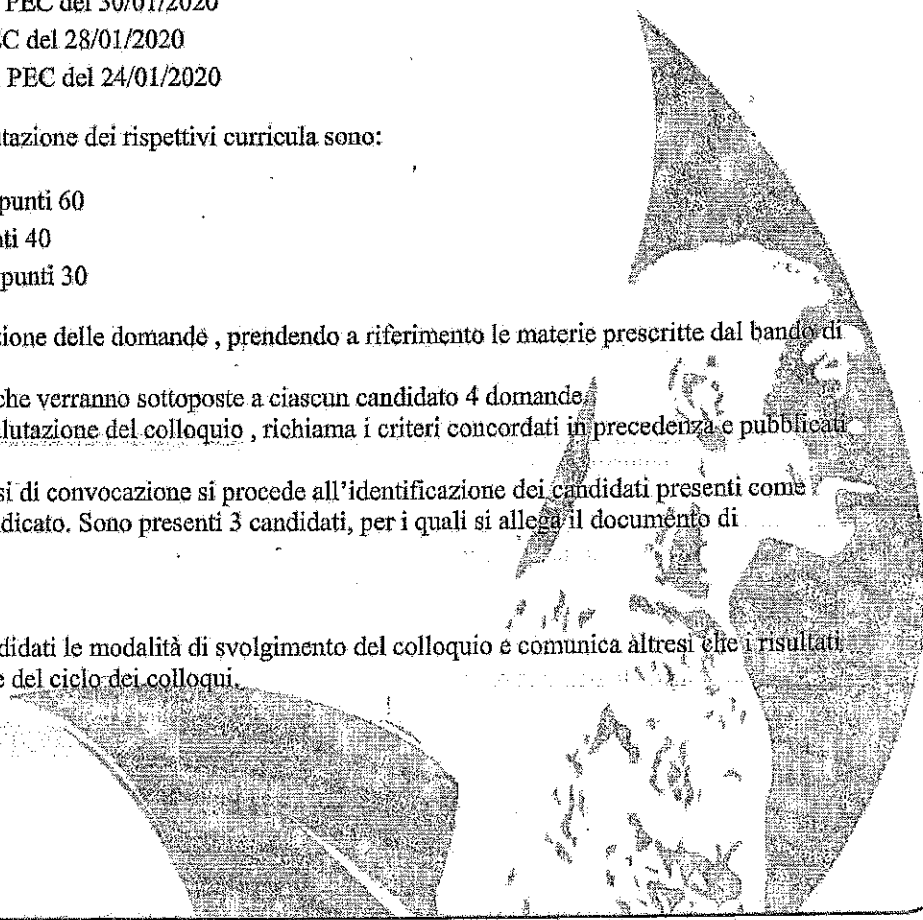 PEC del 30/01/2020
EC del 28/01/2020
PEC del 24/01/2020
tazione dei rispettivi curricula sono:
punti 60
nti 40
punti 30
zione delle domande , prendendo a riferimento le materie prescritte dal bando di
che verranno sottoposte a ciascun candidato 4 domande
alutazione del colloquio , richiama i criteri concordati in precedenza e pubblicati
si di convocazione si procede all'identificazione dei candidati presenti come
dicato. Sono presenti 3 candidati, per i quali si allega il documento di
didati le modalità di svolgimento del colloquio e comunica altresì che i risultati
e del ciclo dei colloqui.